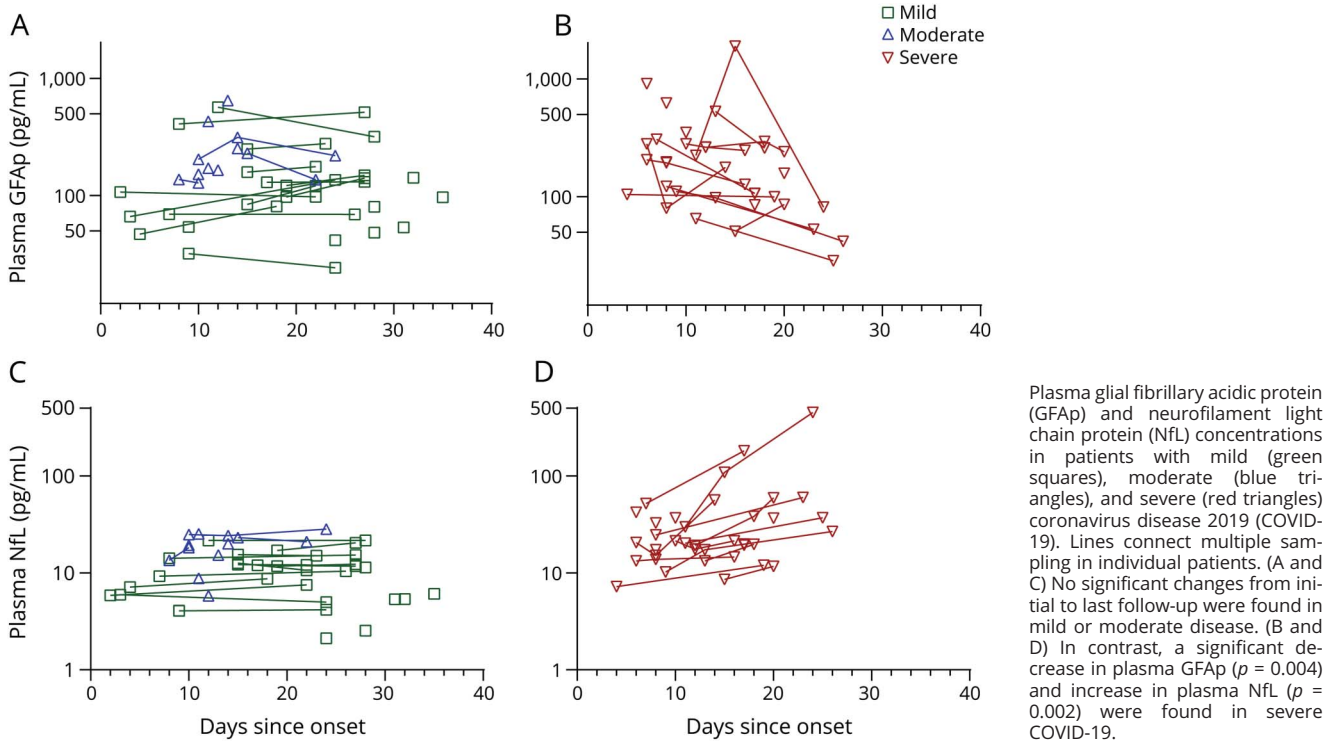 A
B
Mild
Moderate
Severe
Plasma GFAp (pg/mL)
1,000
500
100
50
0 10 20 30 40
1,000
500
100
50
0 10 20 30 40
C
D
Plasma NfL (pg/mL)
500
100
10
1
0 10 20 30 40
Days since onset
500
100
10
1
0 10 20 30 40
Days since onset
Plasma glial fibrillary acidic protein
(GFAp) and neurofilament light
chain protein (NfL) concentrations
in patients with mild (green
squares), moderate (blue tri-
angles), and severe (red triangles)
coronavirus disease 2019 (COVID-
19). Lines connect multiple sam-
pling in individual patients. (A and
C) No significant changes from ini-
tial to last follow-up were found in
mild or moderate disease. (B and
D) In contrast, a significant de-
crease in plasma GFAp (p = 0.004)
and increase in plasma NfL (p =
0.002) were found in severe
COVID-19.